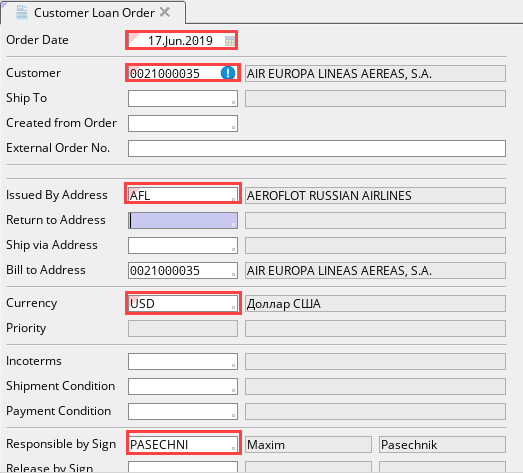 Customer Loan Order
Order Date 17.Jun.2019
Customer 0021000035 AIR EUROPA LINEAS AEREAS, S.A.
Ship To
Created from Order
External Order No.
Issued By Address AFL AEROFLOT RUSSIAN AIRLINES
Return to Address
Ship via Address
Bill to Address 0021000035 AIR EUROPA LINEAS AEREAS, S.A.
Currency USD Доллар США
Priority
Incoterms
Shipment Condition
Payment Condition
Responsible by Sign PASECHNI Maxim Pasechnik
Release by Sign